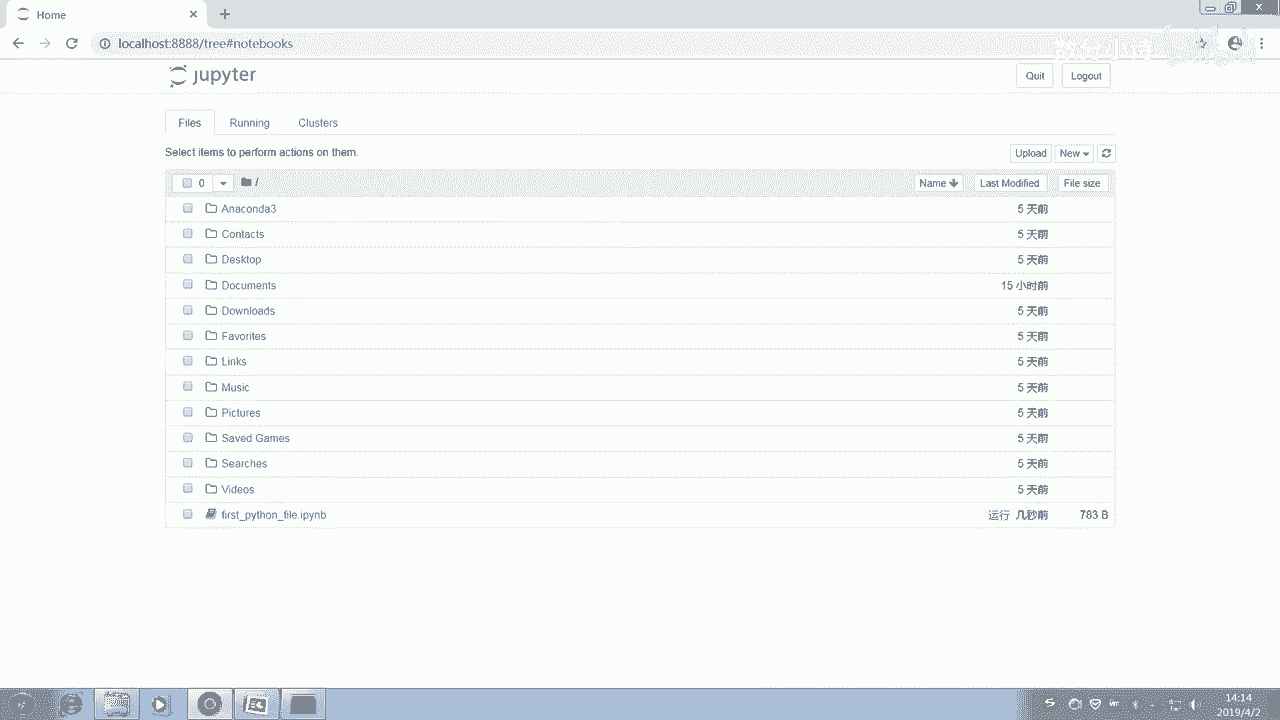 Home
localhost:8888/tree#notebooks
jupyter
Quit
Logout
Files
Running
Clusters
Select items to perform actions on them.
Upload
New
0
/
Name
Last Modified
File size
Anaconda3 5 天前
Contacts 5 天前
Desktop 5 天前
Documents 15 小时前
Downloads 5 天前
Favorites 5 天前
Links 5 天前
Music 5 天前
Pictures 5 天前
Saved Games 5 天前
Searches 5 天前
Videos 5 天前
first_python_file.ipynb 运行 几秒前 783 B
14:14
2019/4/2